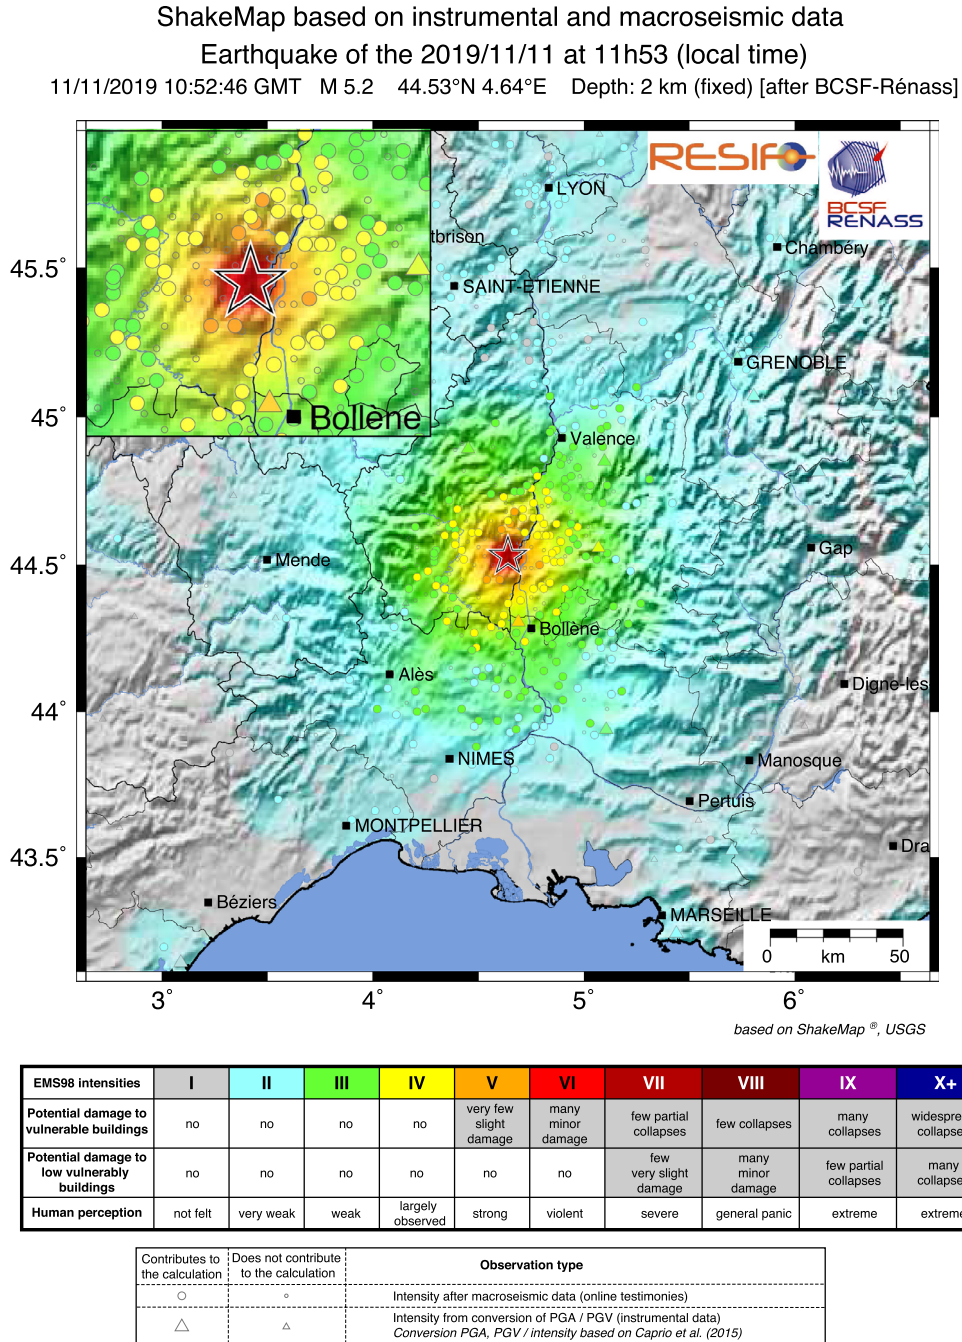 ShakeMap based on instrumental and macroseismic data
Earthquake of the 2019/11/11 at 11h53 (local time)
11/11/2019 10:52:46 GMT M 5.2 44.53°N 4.64°E Depth: 2 km (fixed) [after BCSF-Rénass]
RESIF
BCSF
RENASS
LYON
tbrison
Chambéry
45.5°
SAINT-ETIENNE
GRENOBLE
Bollène
45°
Valence
44.5°
Mende
Gap
Bollène
Alès
Digne-les
44°
NIMES
Manosque
Pertuis
MONTPELLIER
Dra
43.5°
Béziers
MARSEILLE
0 km 50
3° 4° 5° 6°
based on ShakeMap ®, USGS
EMS98 intensities I II III IV V VI VII VIII IX X+
Potential damage to vulnerable buildings no no no no very few slight damage many minor damage few partial collapses few collapses many collapses widespre collapse
Potential damage to low vulnerably buildings no no no no no no few very slight damage many minor damage few partial collapses many collapse
Human perception not felt very weak weak largely observed strong violent severe general panic extreme extrem
Contributes to the calculation Does not contribute to the calculation Observation type
Intensity after macroseismic data (online testimonies)
Intensity from conversion of PGA / PGV (instrumental data)
Conversion PGA, PGV / intensity based on Caprio et al. (2015)